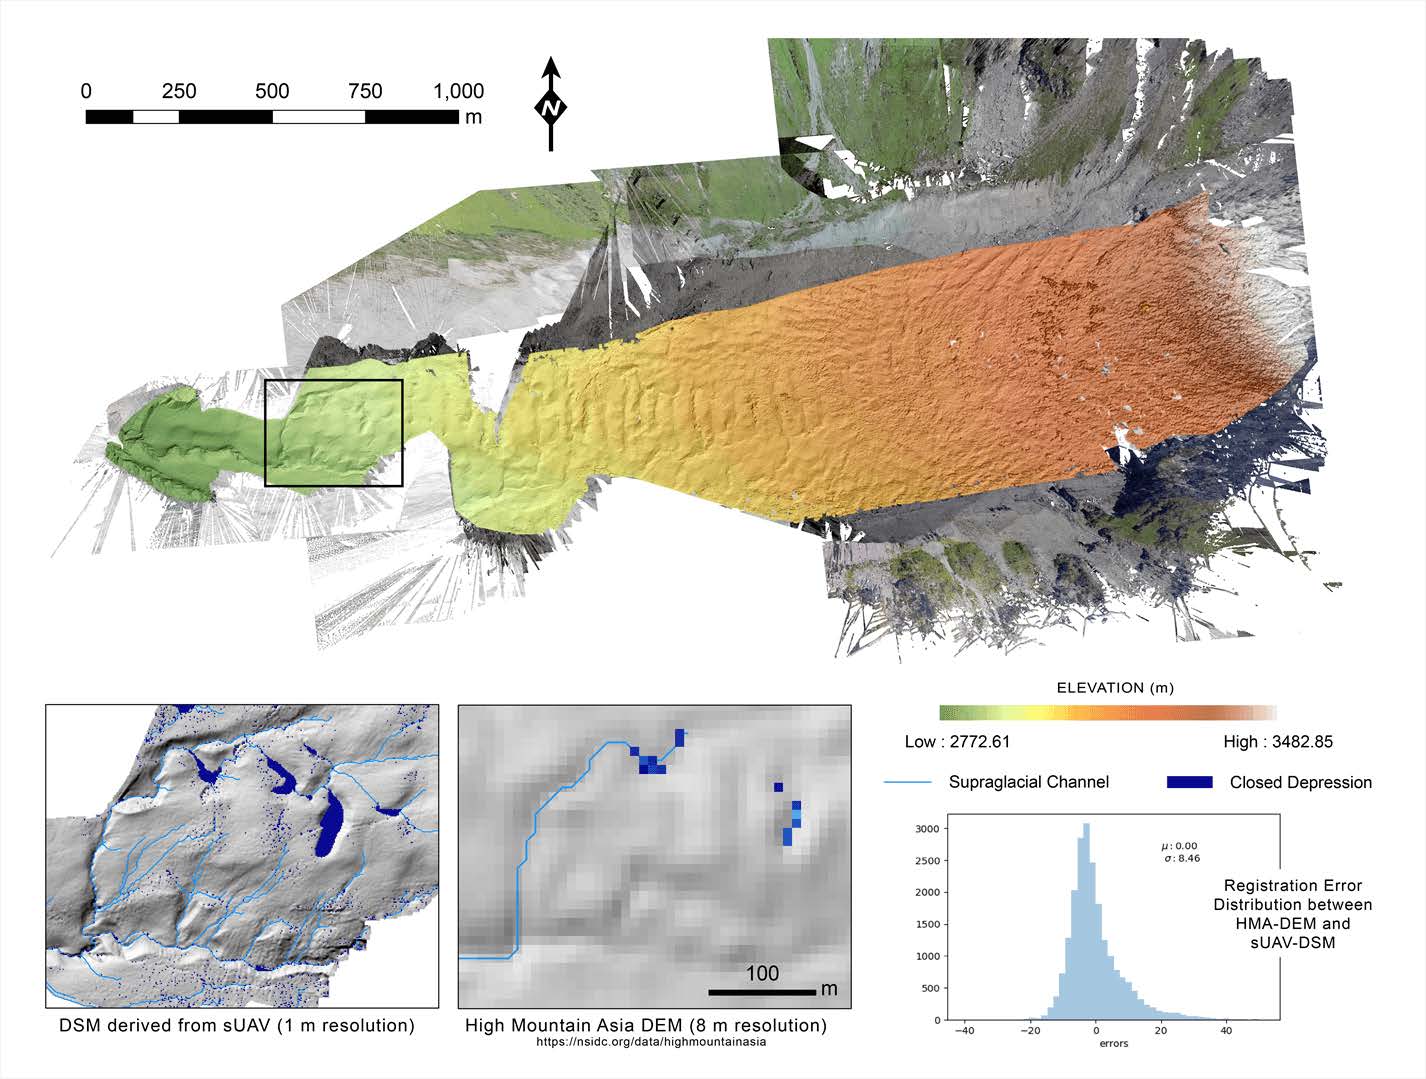 0 250 500 750 1,000
m
N
ELEVATION (m)
Low : 2772.61 High : 3482.85
Supraglacial Channel Closed Depression
3000
2500
2000
1500
1000
500
0
−40 −20 0 20 40
errors
μ: 0.00
σ: 8.46
Registration Error
Distribution between
HMA-DEM and
sUAV-DSM
100
m
DSM derived from sUAV (1 m resolution)
High Mountain Asia DEM (8 m resolution)
https://nsidc.org/data/highmountainasia